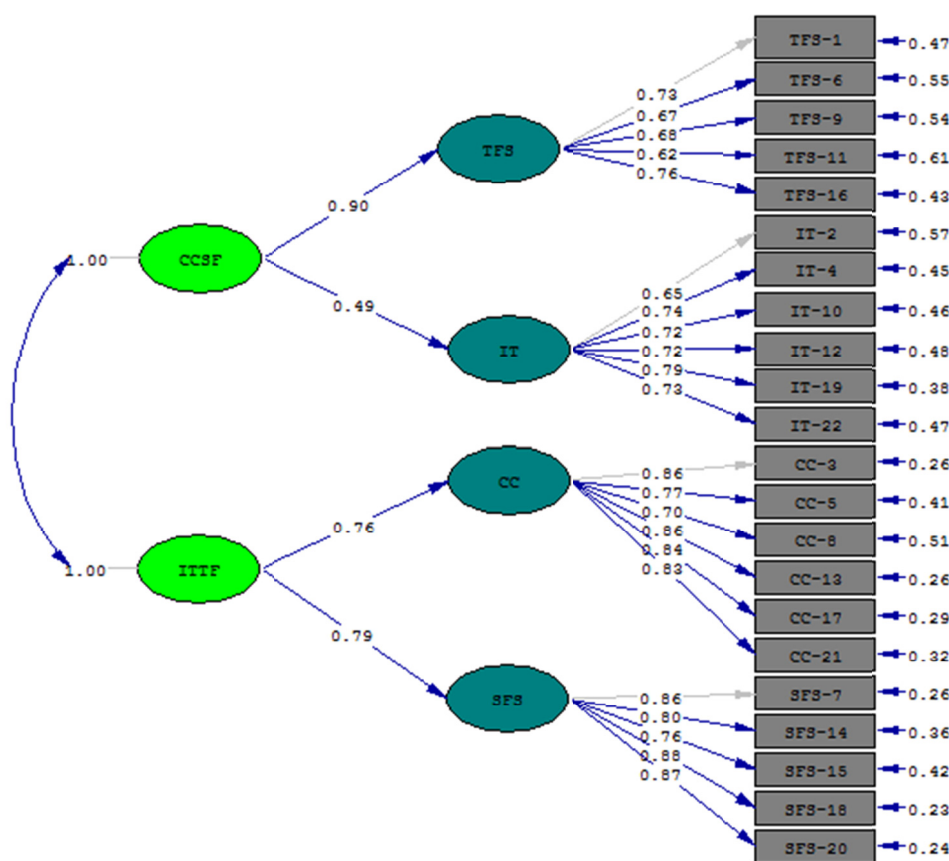 TFS-1
0.47
TFS-6
0.55
0.73
0.67
TFS-9
0.54
0.68
TFS
0.62
TFS-11
0.61
0.76
TFS-16
0.43
0.90
IT-2
0.57
1.00
CCSF
IT-4
0.45
0.65
0.49
0.74
IT-10
0.46
0.72
IT
0.72
IT-12
0.48
0.79
IT-19
0.38
0.73
IT-22
0.47
CC-3
0.26
0.86
CC
0.77
CC-5
0.41
0.70
0.76
0.86
CC-8
0.51
0.84
1.00
ITTF
0.83
CC-13
0.26
CC-17
0.29
0.79
CC-21
0.32
SFS-7
0.26
SFS
0.86
0.80
SFS-14
0.36
0.76
0.88
SFS-15
0.42
0.87
SFS-18
0.23
SFS-20
0.24